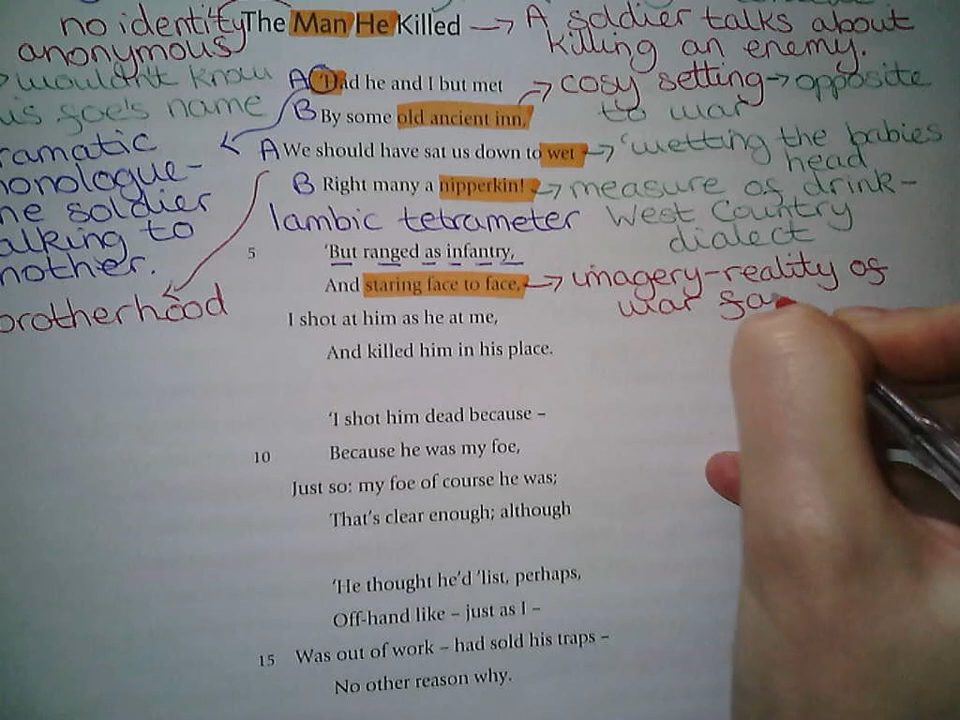 no identity The Man He Killed → A soldier talks about
anonymous killing an enemy.
wouldn't know A 'Had he and I but met → cosy setting → opposite
foe's name B By some old ancient inn, to war
A We should have sat us down to wet → 'wetting the babies
head
B Right many a nipperkin! → measure of drink-
Iambic tetrameter West Country
dialect
talking to
brotherhood
5 'But ranged as infantry,
And staring face to face, → imagery-reality of
war
I shot at him as he at me,
And killed him in his place.
'I shot him dead because –
10 Because he was my foe,
Just so: my foe of course he was;
That's clear enough; although
'He thought he'd 'list, perhaps,
Off-hand like – just as I –
15 Was out of work – had sold his traps –
No other reason why.